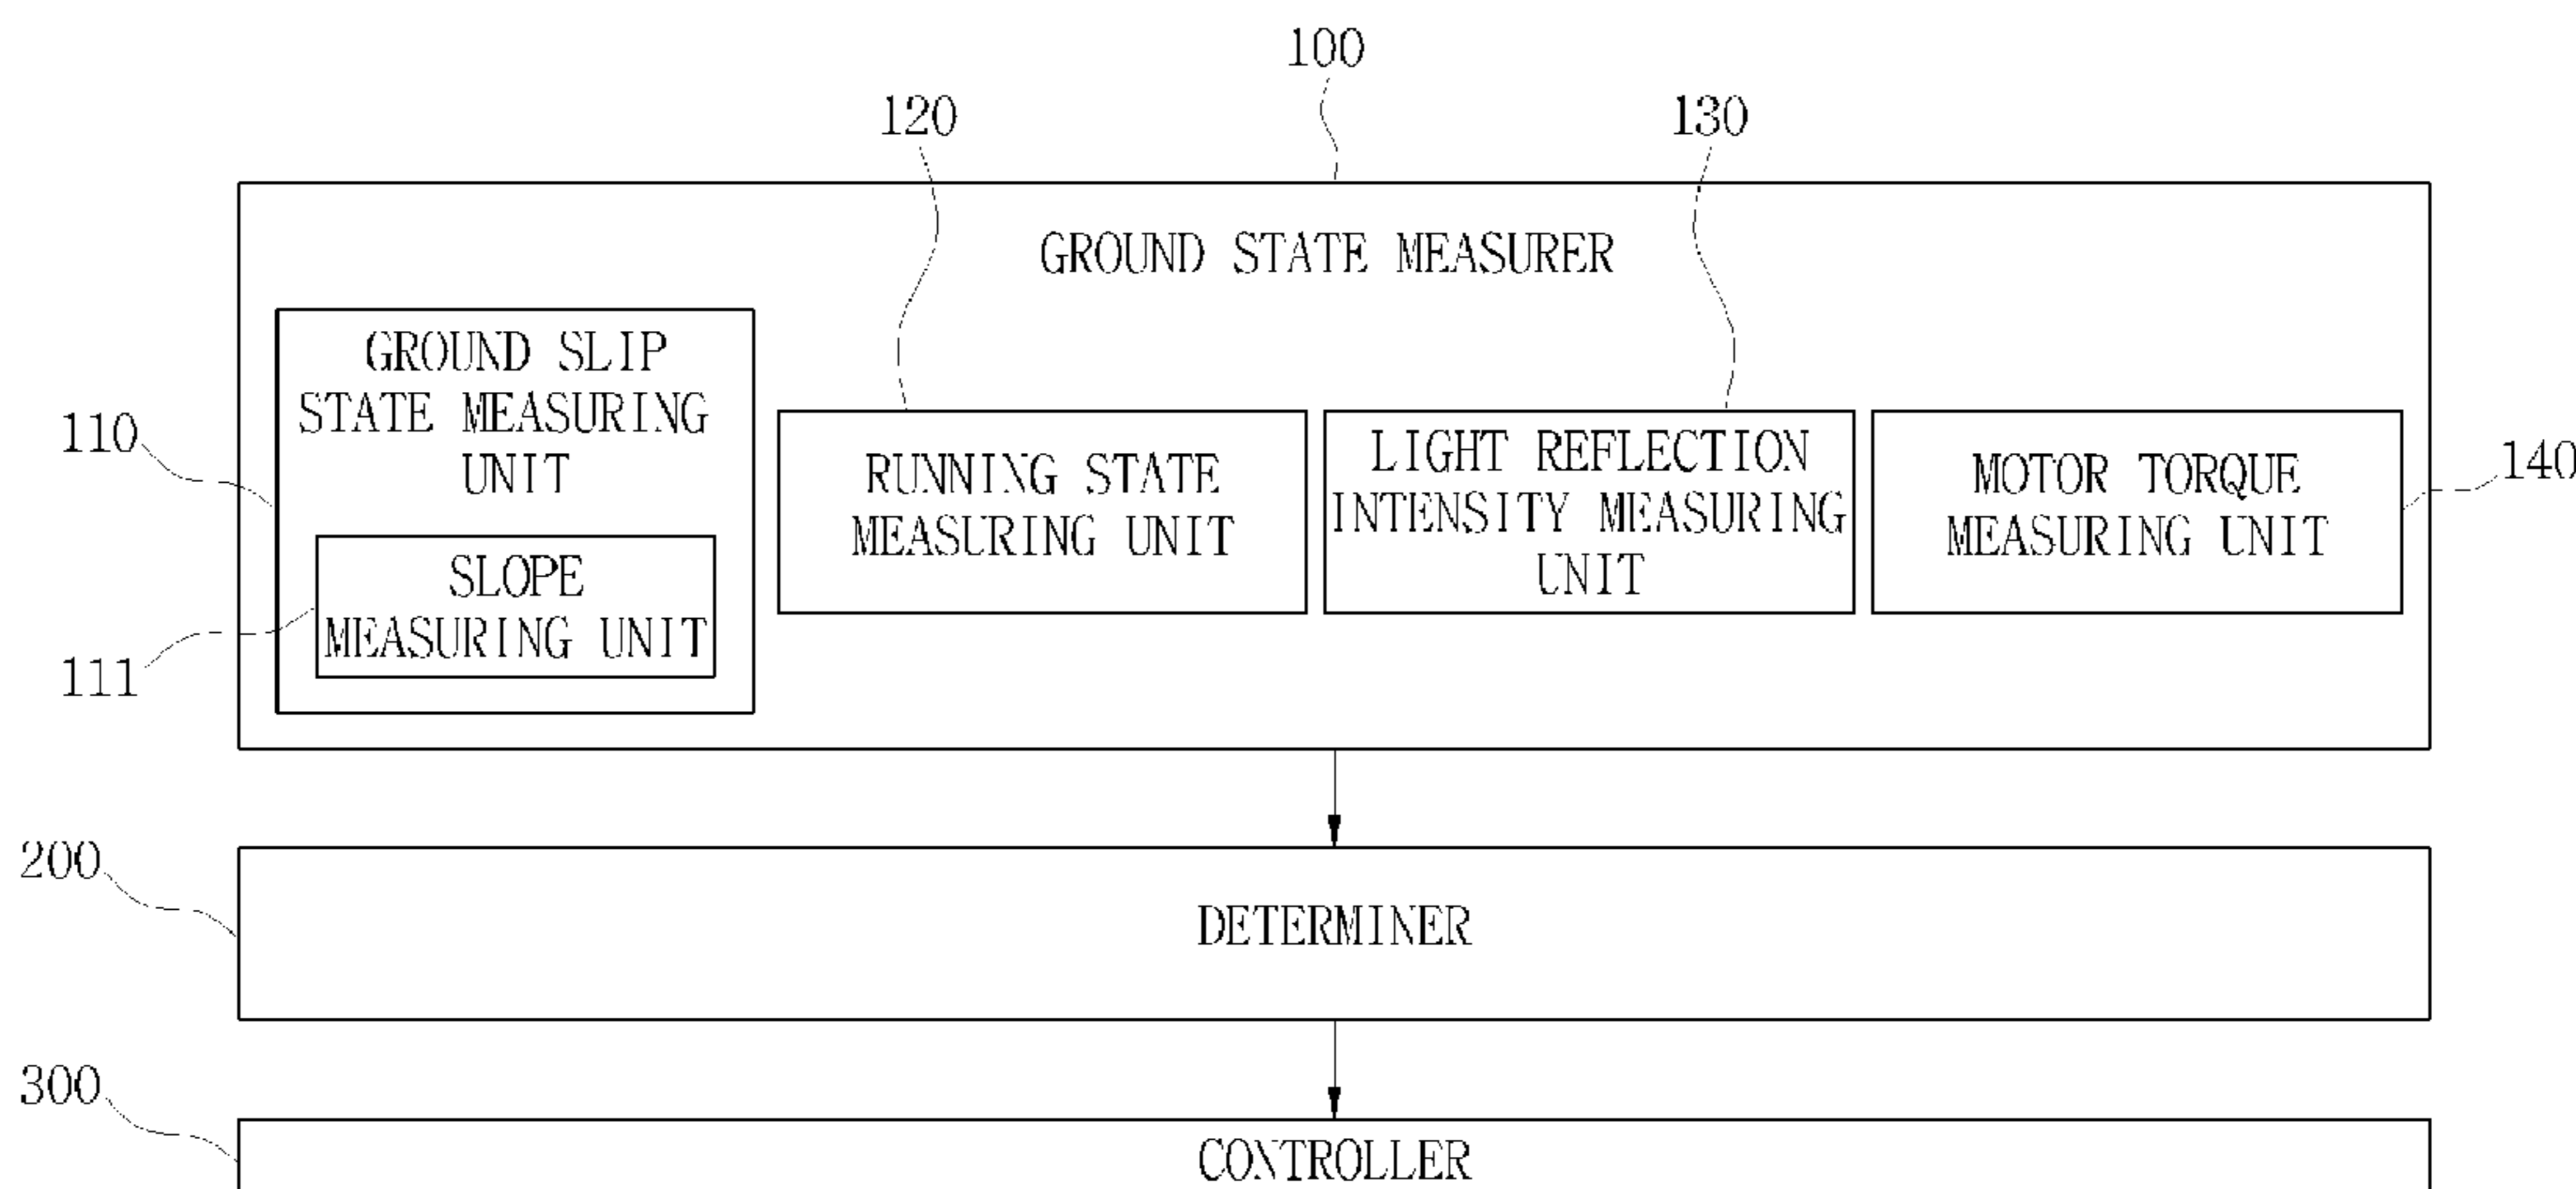 100
120
130
GROUND STATE MEASURER
GROUND SLIP
STATE MEASURING
UNIT
110
SLOPE
MEASURING UNIT
111
RUNNING STATE
MEASURING UNIT
LIGHT REFLECTION
INTENSITY MEASURING
UNIT
MOTOR TORQUE
MEASURING UNIT
140
200
DETERMINER
300
CONTROLLER